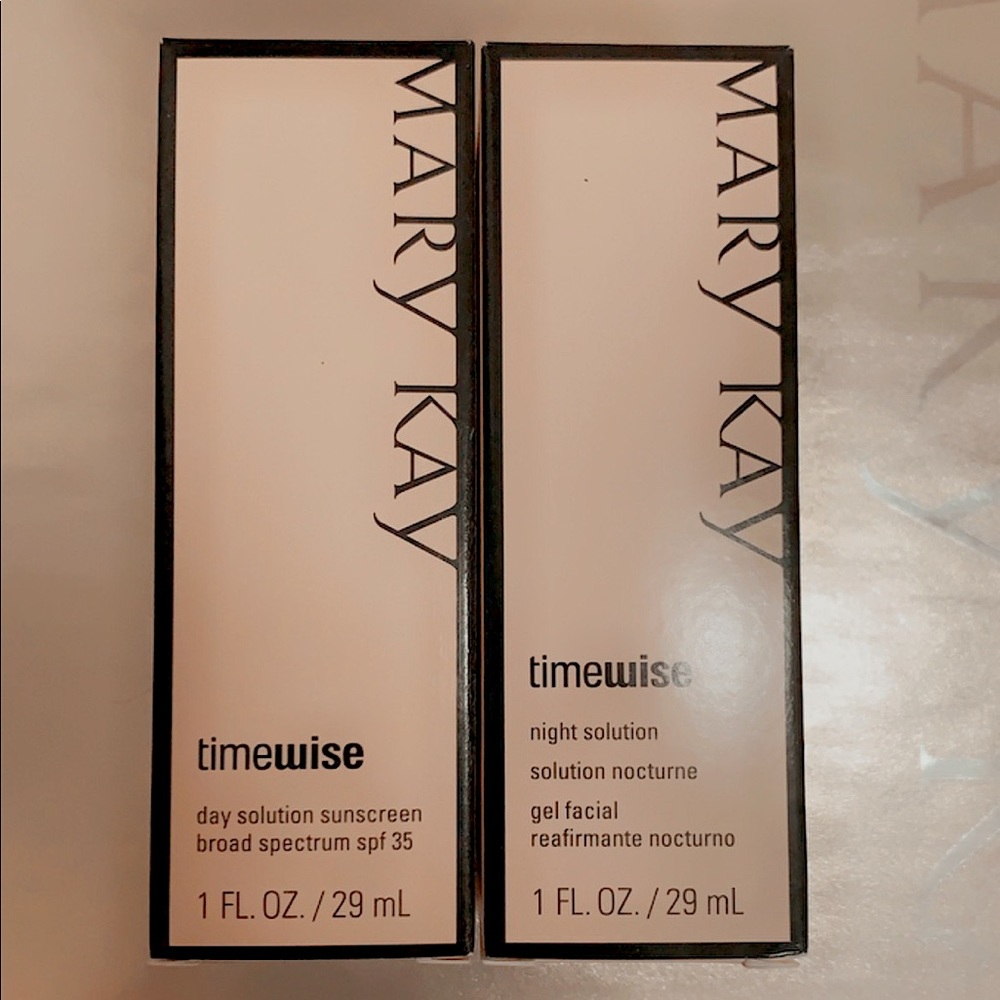 MARY KAY
timewise
day solution sunscreen
broad spectrum spf 35
1 FL. OZ. / 29 mL
MARY KAY
timewise
night solution
solution nocturne
gel facial
reafirmante nocturno
1 FL. OZ. / 29 mL